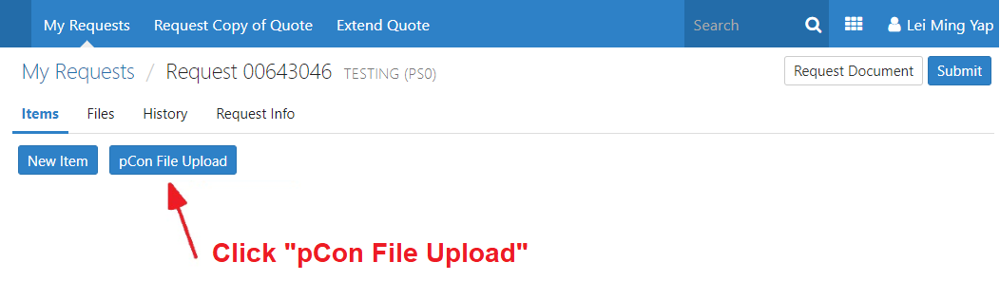 My Requests Request Copy of Quote Extend Quote Search Lei Ming Yap
My Requests / Request 00643046 TESTING (PS0) Request Document Submit
Items Files History Request Info
New Item pCon File Upload
Click "pCon File Upload"